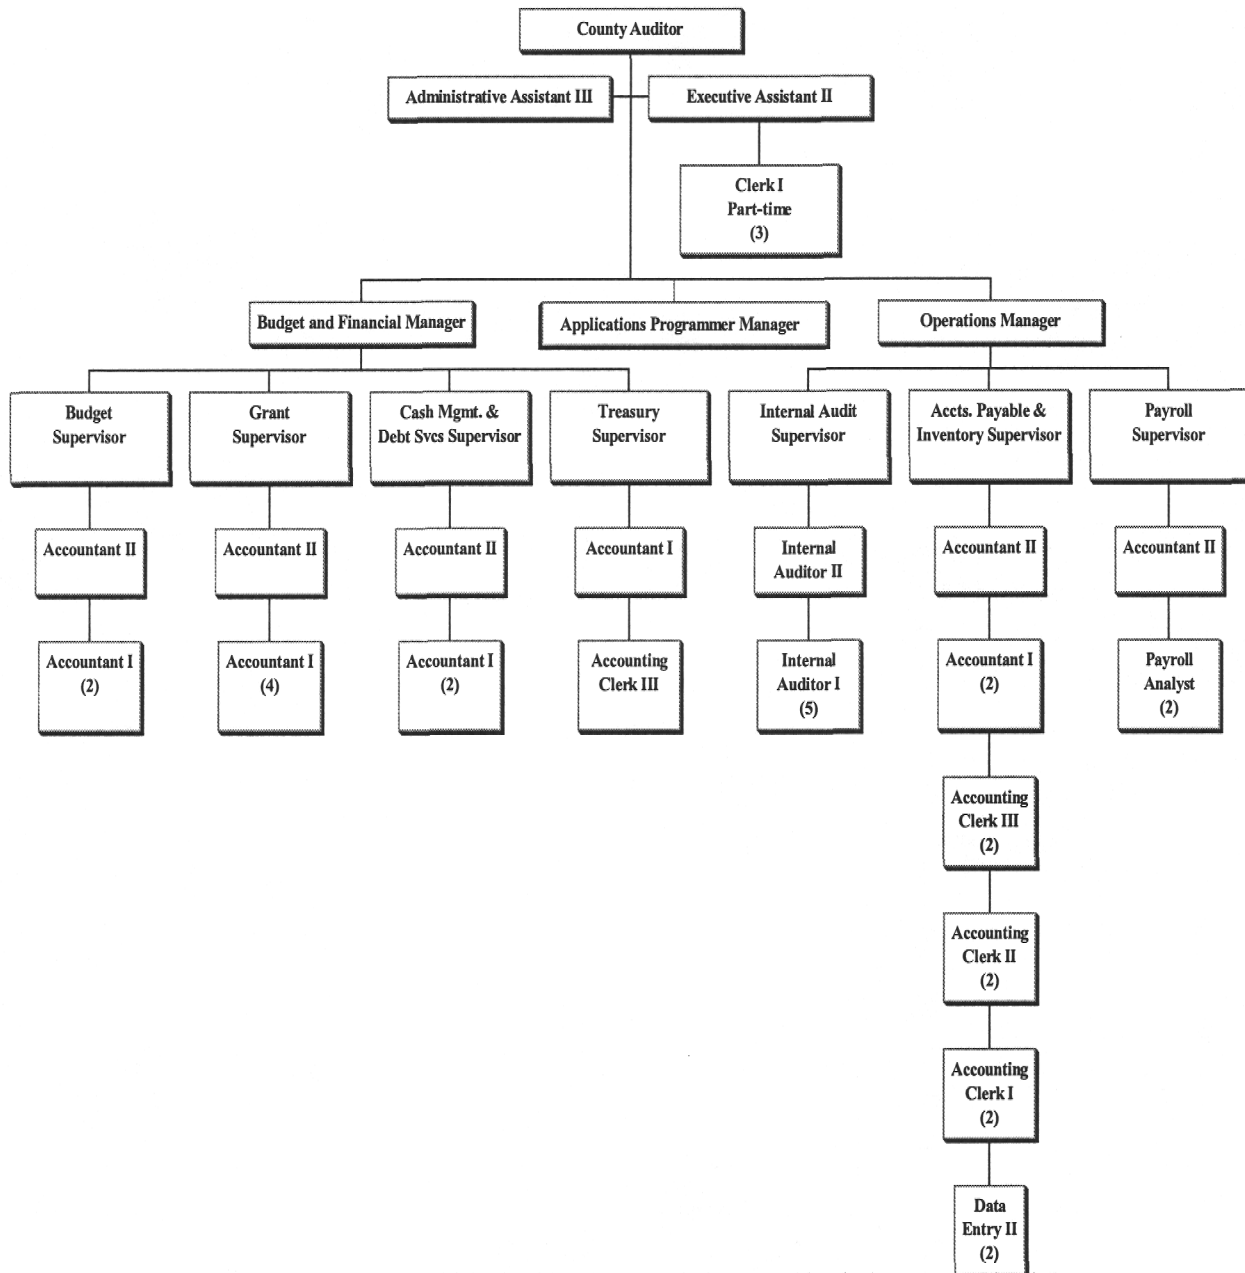 County Auditor
Administrative Assistant III
Executive Assistant II
Clerk I
Part-time
(3)
Budget and Financial Manager
Applications Programmer Manager
Operations Manager
Budget
Supervisor
Grant
Supervisor
Cash Mgmt. &
Debt Svcs Supervisor
Treasury
Supervisor
Internal Audit
Supervisor
Accts. Payable &
Inventory Supervisor
Payroll
Supervisor
Accountant II
Accountant II
Accountant II
Accountant I
Internal
Auditor II
Accountant II
Accountant II
Accountant I
(2)
Accountant I
(4)
Accountant I
(2)
Accounting
Clerk III
Internal
Auditor I
(5)
Accountant I
(2)
Payroll
Analyst
(2)
Accounting
Clerk III
(2)
Accounting
Clerk II
(2)
Accounting
Clerk I
(2)
Data
Entry II
(2)